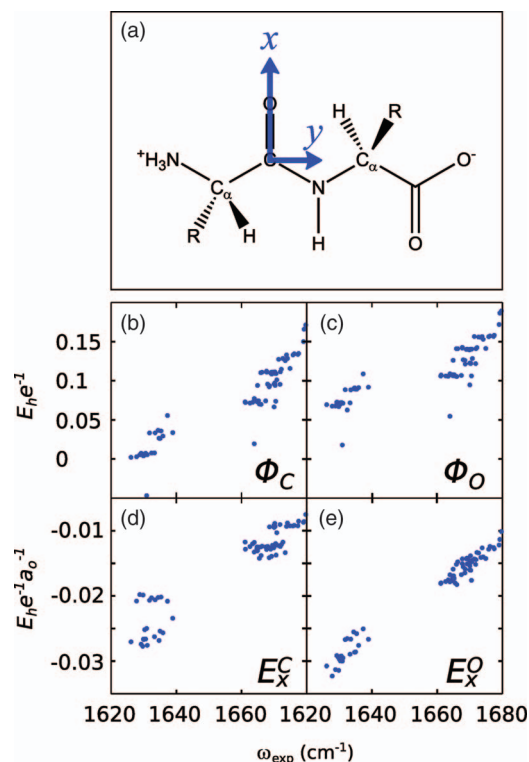 (a)
x
O
y
H
R
+H3N
C
Cα
O-
Cα
N
R
H
H
O
(b)
(c)
Ehe-1
0.15
0.10
0.05
0
ΦC
ΦO
(d)
(e)
Ehe-1ao-1
-0.01
-0.02
-0.03
ExC
ExO
1620 1640 1660 1620 1640 1660 1680
ωexp (cm-1)